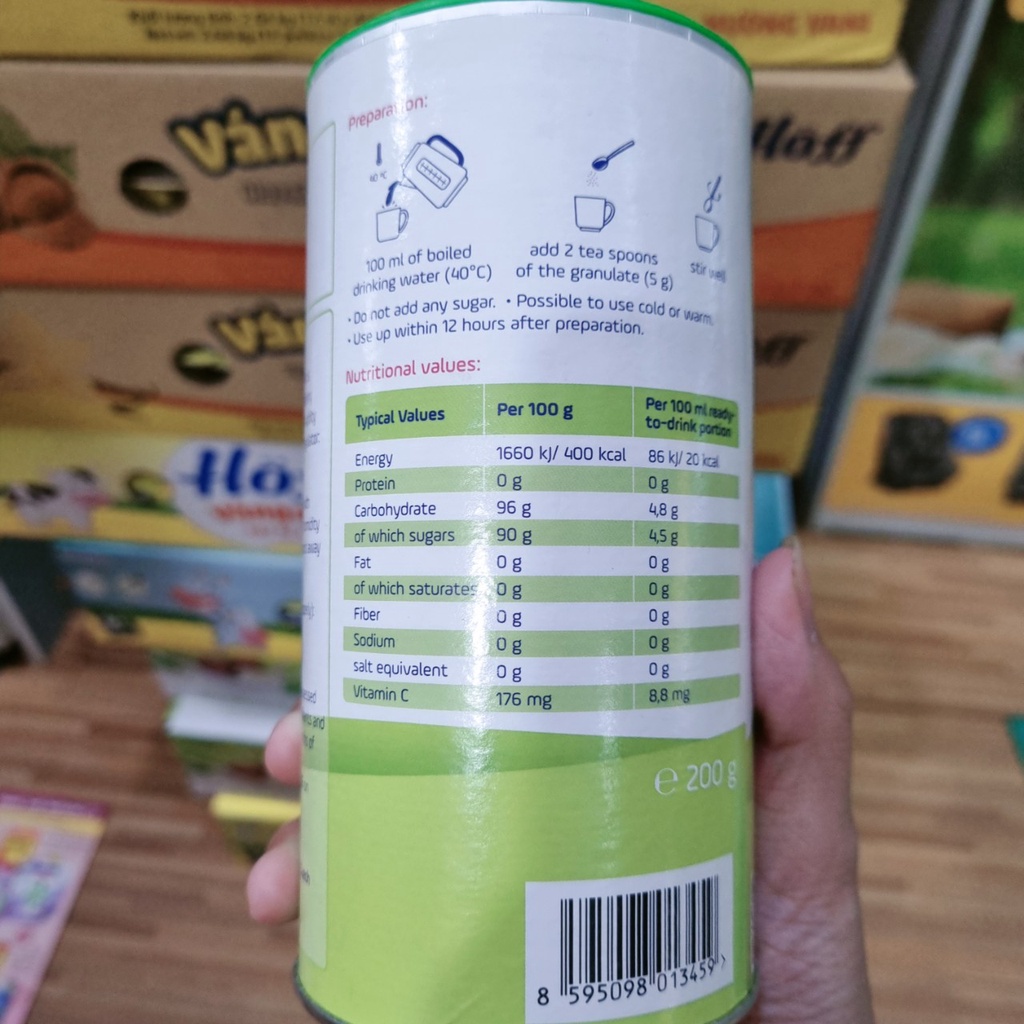 Preparation:
40 °C
100 ml of boiled
drinking water (40°C)
add 2 tea spoons
of the granulate (5 g)
stir well
• Do not add any sugar. • Possible to use cold or warm.
• Use up within 12 hours after preparation.
Nutritional values:
Typical Values Per 100 g Per 100 ml ready-
to-drink portion
Energy 1660 kJ/ 400 kcal 86 kJ/ 20 kcal
Protein 0 g 0 g
Carbohydrate 96 g 4,8 g
of which sugars 90 g 4,5 g
Fat 0 g 0 g
of which saturates 0 g 0 g
Fiber 0 g 0 g
Sodium 0 g 0 g
salt equivalent 0 g 0 g
Vitamin C 176 mg 8,8 mg
℮ 200 g
8 595098 013459 >
Ván
Hoff
Ván